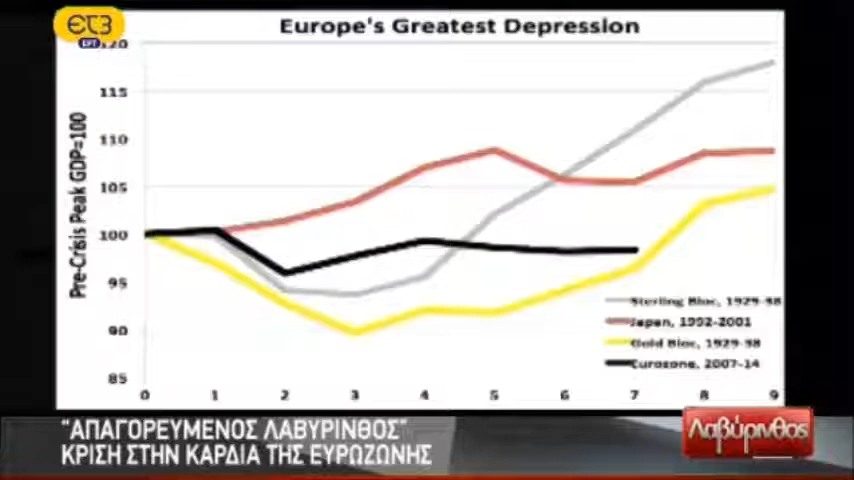 ετ3
ΕΡΤ
Europe's Greatest Depression
Pre-Crisis Peak GDP=100
120
115
110
105
100
95
90
85
0 1 2 3 4 5 6 7 8 9
Sterling Bloc, 1929-38
Japan, 1992-2001
Gold Bloc, 1929-38
Eurozone, 2007-14
"ΑΠΑΓΟΡΕΥΜΕΝΟΣ ΛΑΒΥΡΙΝΘΟΣ"
ΚΡΙΣΗ ΣΤΗΝ ΚΑΡΔΙΑ ΤΗΣ ΕΥΡΩΖΩΝΗΣ
Λαβύρινθος